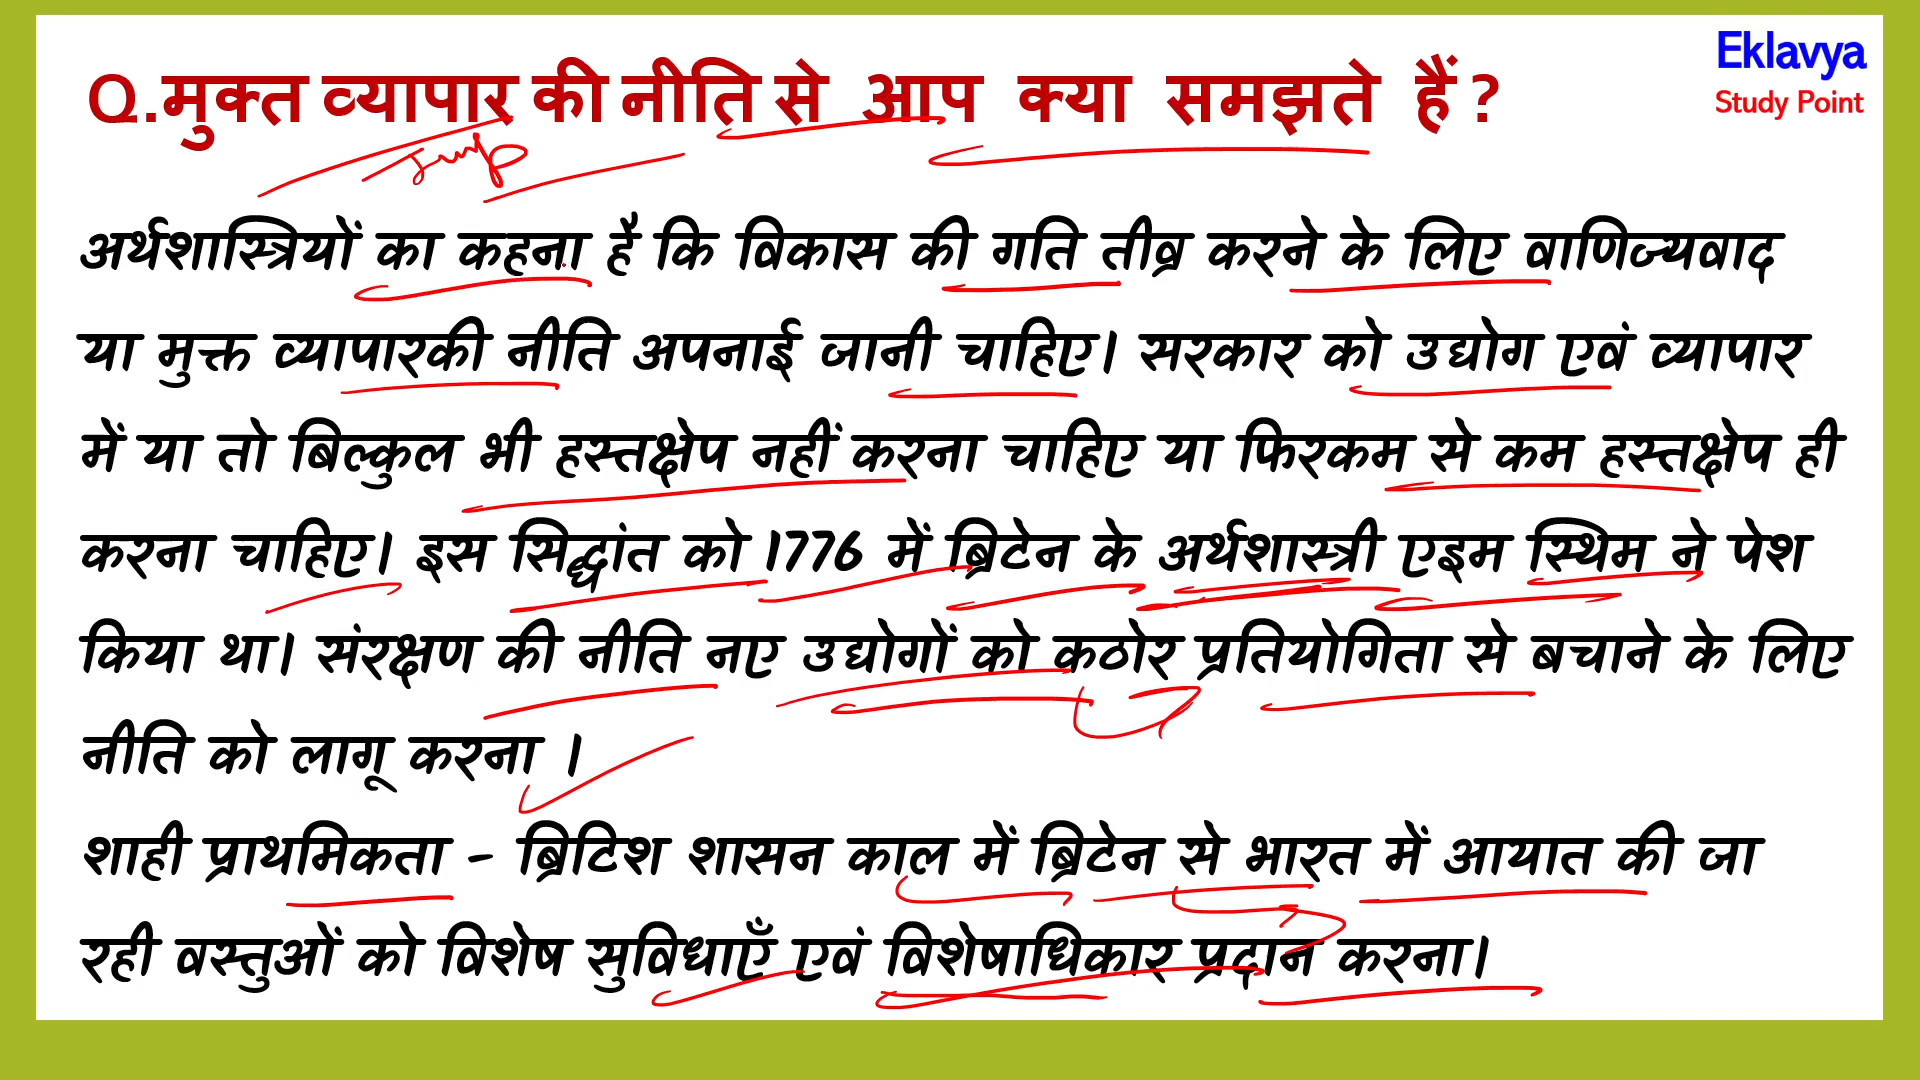 Eklavya
Study Point
Q.मुक्त व्यापार की नीति से आप क्या समझते हैं ?
Imp
अर्थशास्त्रियों का कहना है कि विकास की गति तीव्र करने के लिए वाणिज्यवाद
या मुक्त व्यापारकी नीति अपनाई जानी चाहिए। सरकार को उद्योग एवं व्यापार
में या तो बिल्कुल भी हस्तक्षेप नहीं करना चाहिए या फिरकम से कम हस्तक्षेप ही
करना चाहिए। इस सिद्धांत को 1776 में ब्रिटेन के अर्थशास्त्री एइम स्थिम ने पेश
किया था। संरक्षण की नीति नए उद्योगों को कठोर प्रतियोगिता से बचाने के लिए
नीति को लागू करना ।
शाही प्राथमिकता - ब्रिटिश शासन काल में ब्रिटेन से भारत में आयात की जा
रही वस्तुओं को विशेष सुविधाएँ एवं विशेषाधिकार प्रदान करना।